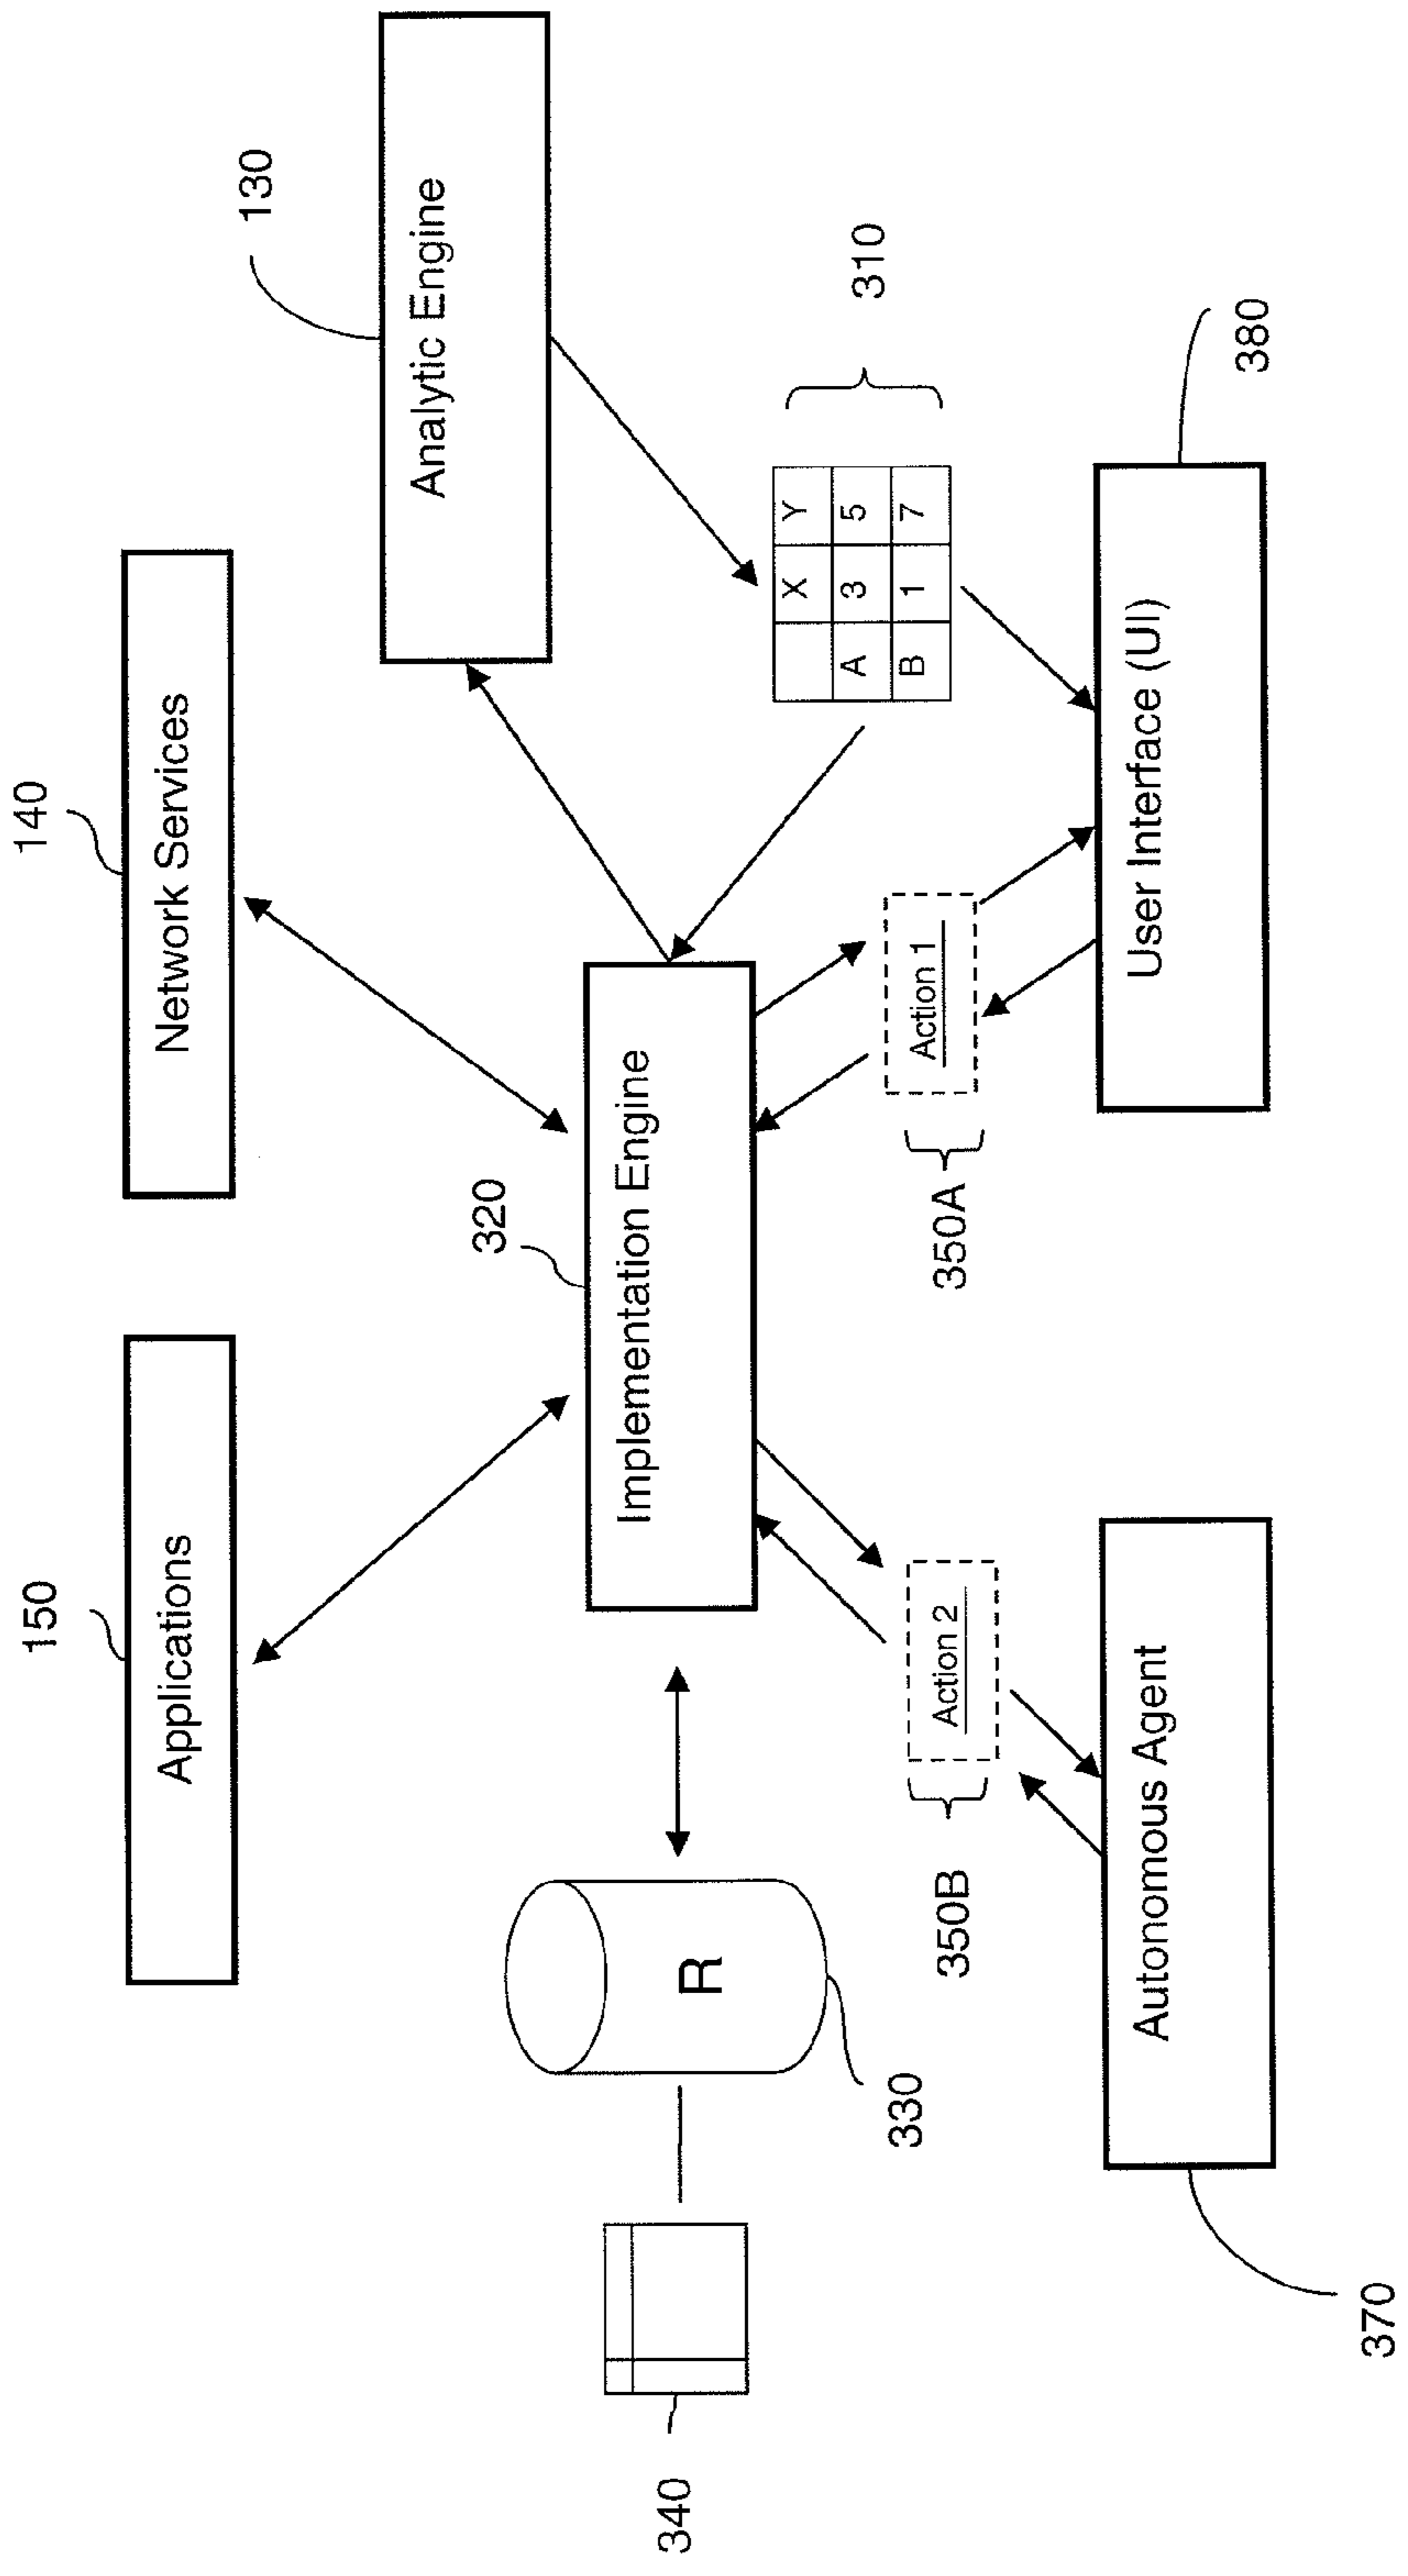 150
Applications
140
Network Services
130
Analytic Engine
320
Implementation Engine
340
R
330
310
X Y
A 3 5
B 1 7
350B
Action 2
350A
Action 1
370
Autonomous Agent
User Interface (UI)
380